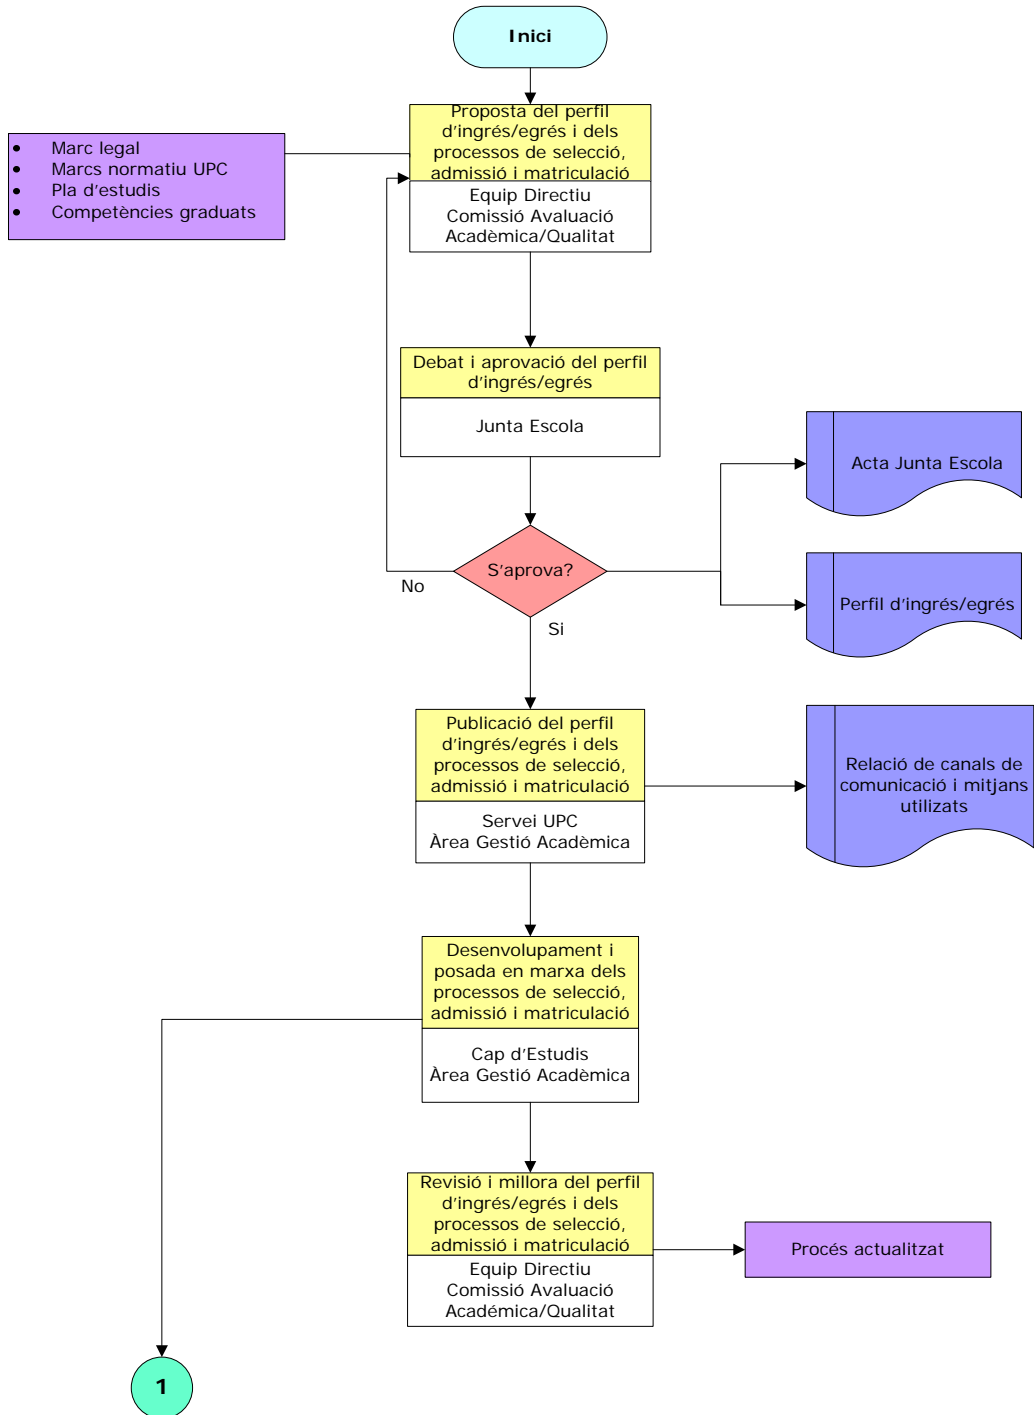 Inici
Proposta del perfil
d'ingrés/egrés i dels
processos de selecció,
admissió i matriculació
Equip Directiu
Comissió Avaluació
Acadèmica/Qualitat
• Marc legal
• Marcs normatiu UPC
• Pla d'estudis
• Competències graduats
Debat i aprovació del perfil
d'ingrés/egrés
Junta Escola
S'aprova?
No
Si
Acta Junta Escola
Perfil d'ingrés/egrés
Publicació del perfil
d'ingrés/egrés i dels
processos de selecció,
admissió i matriculació
Servei UPC
Àrea Gestió Acadèmica
Relació de canals de
comunicació i mitjans
utilizats
Desenvolupament i
posada en marxa dels
processos de selecció,
admissió i matriculació
Cap d'Estudis
Àrea Gestió Acadèmica
Revisió i millora del perfil
d'ingrés/egrés i dels
processos de selecció,
admissió i matriculació
Equip Directiu
Comissió Avaluació
Académica/Qualitat
Procés actualitzat
1